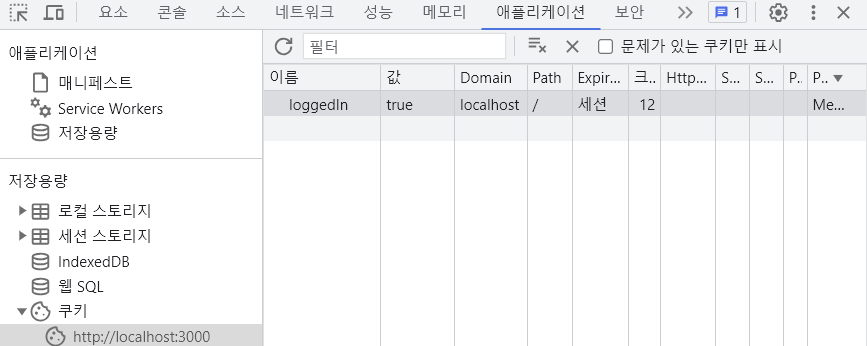 요소 콘솔 소스 네트워크 성능 메모리 애플리케이션 보안 1
애플리케이션
매니페스트
Service Workers
저장용량
저장용량
로컬 스토리지
세션 스토리지
IndexedDB
웹 SQL
쿠키
http://localhost:3000
필터 문제가 있는 쿠키만 표시
이름 값 Domain Path Expir... 크.. Http... S... S... P.. P..
loggedIn true localhost / 세션 12 Me...